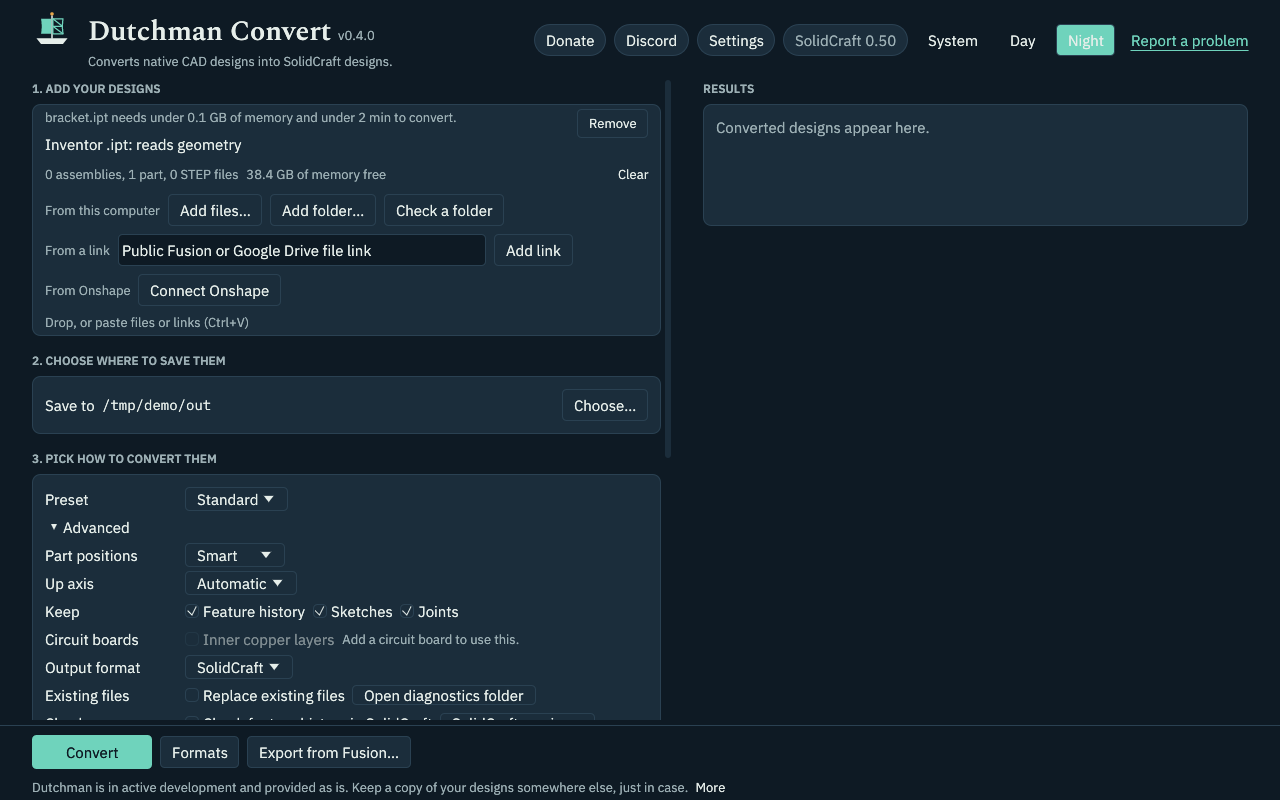 Dutchman Convert v0.4.0
Converts native CAD designs into SolidCraft designs.
Donate Discord Settings SolidCraft 0.50 System Day Night Report a problem
1. ADD YOUR DESIGNS
bracket.ipt needs under 0.1 GB of memory and under 2 min to convert. Remove
Inventor .ipt: reads geometry
0 assemblies, 1 part, 0 STEP files 38.4 GB of memory free Clear
From this computer Add files... Add folder... Check a folder
From a link Public Fusion or Google Drive file link Add link
From Onshape Connect Onshape
Drop, or paste files or links (Ctrl+V)
2. CHOOSE WHERE TO SAVE THEM
Save to /tmp/demo/out Choose...
3. PICK HOW TO CONVERT THEM
Preset Standard
Advanced
Part positions Smart
Up axis Automatic
Keep Feature history Sketches Joints
Circuit boards Inner copper layers Add a circuit board to use this.
Output format SolidCraft
Existing files Replace existing files Open diagnostics folder
RESULTS
Converted designs appear here.
Convert Formats Export from Fusion...
Dutchman is in active development and provided as is. Keep a copy of your designs somewhere else, just in case. More